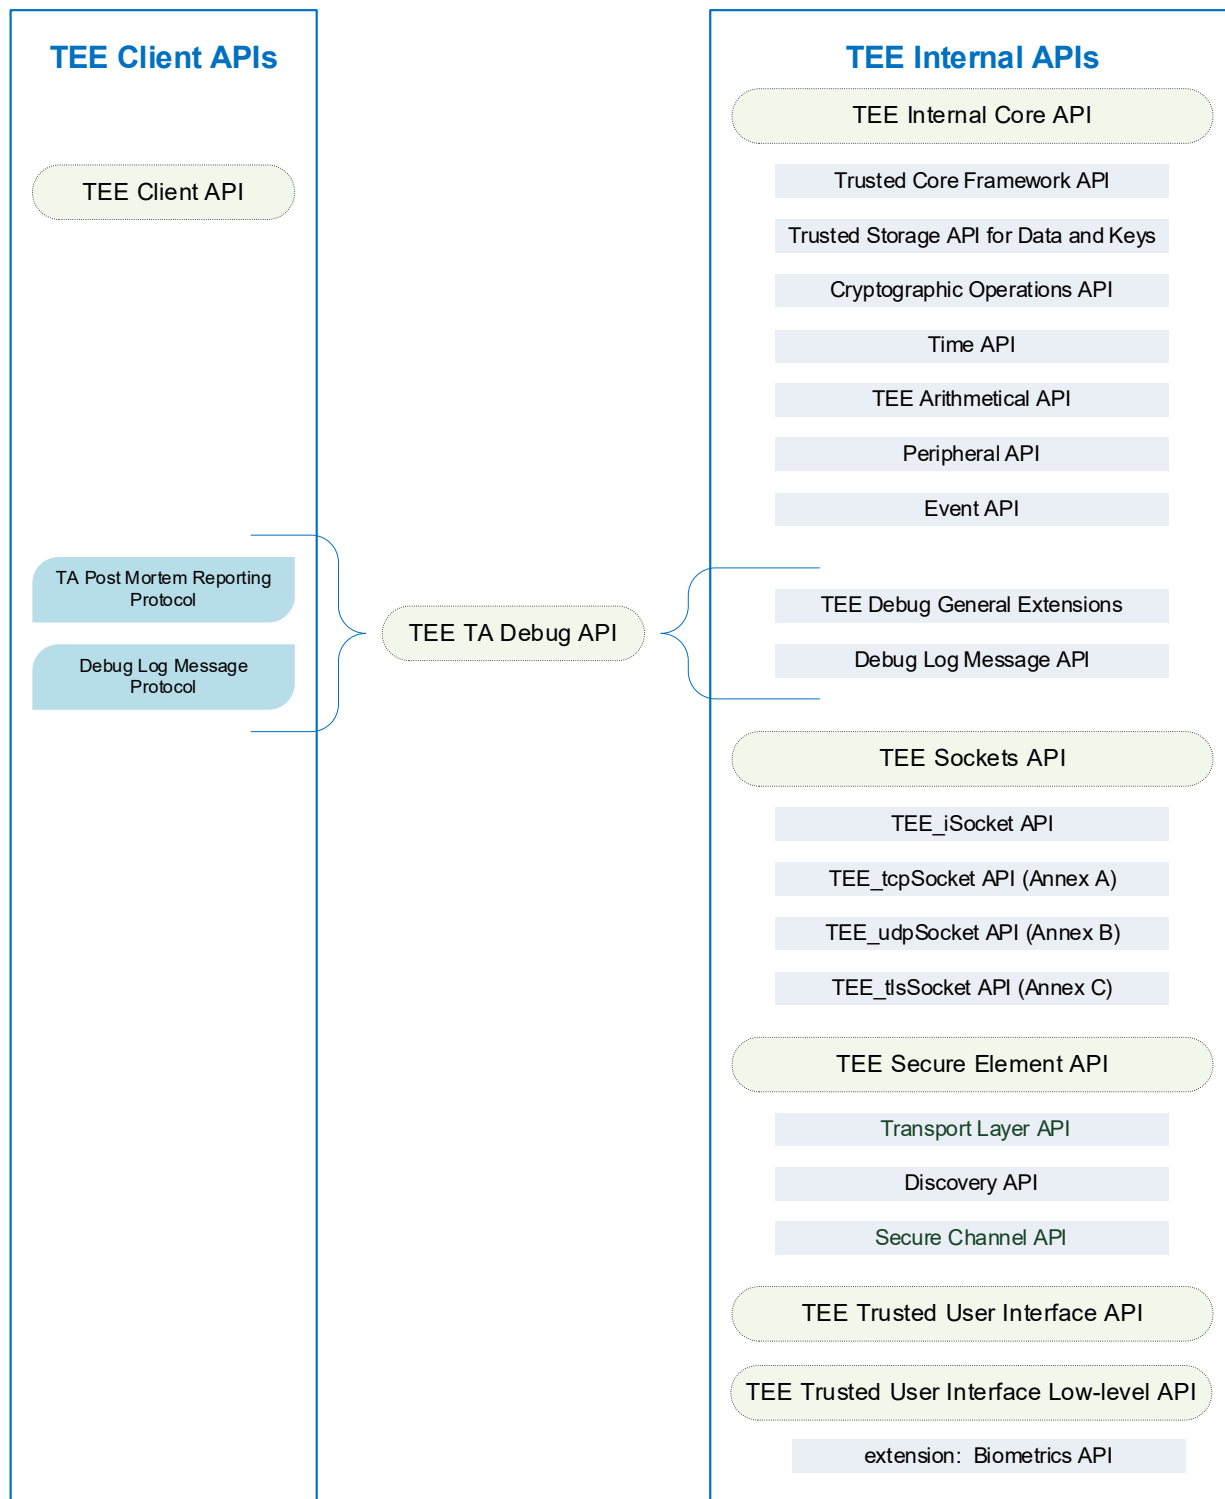 TEE Client APIs
TEE Client API
TA Post Mortem Reporting
Protocol
Debug Log Message
Protocol
TEE TA Debug API
TEE Internal APIs
TEE Internal Core API
Trusted Core Framework API
Trusted Storage API for Data and Keys
Cryptographic Operations API
Time API
TEE Arithmetical API
Peripheral API
Event API
TEE Debug General Extensions
Debug Log Message API
TEE Sockets API
TEE_iSocket API
TEE_tcpSocket API (Annex A)
TEE_udpSocket API (Annex B)
TEE_tlsSocket API (Annex C)
TEE Secure Element API
Transport Layer API
Discovery API
Secure Channel API
TEE Trusted User Interface API
TEE Trusted User Interface Low-level API
extension:  Biometrics API